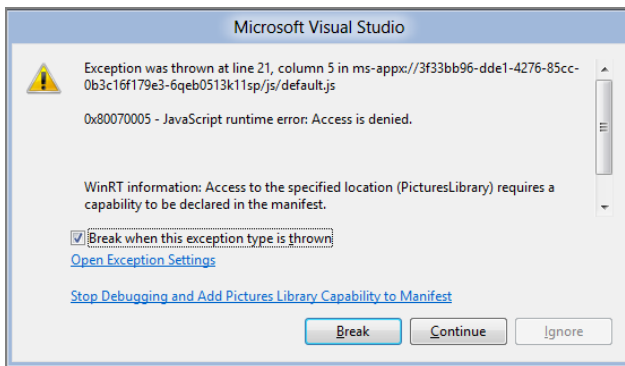 Microsoft Visual Studio
Exception was thrown at line 21, column 5 in ms-appx://3f33bb96-dde1-4276-85cc-
0b3c16f179e3-6qeb0513k11sp/js/default.js
0x80070005 - JavaScript runtime error: Access is denied.
WinRT information: Access to the specified location (PicturesLibrary) requires a
capability to be declared in the manifest.
Break when this exception type is thrown
Open Exception Settings
Stop Debugging and Add Pictures Library Capability to Manifest
Break
Continue
Ignore